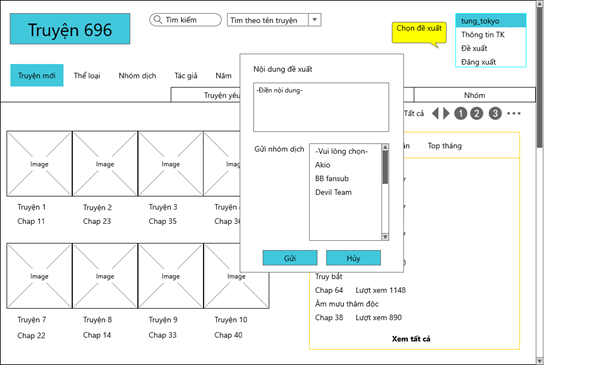 Truyện 696
Tìm kiếm
Tìm theo tên truyện
Chọn đề xuất
tung_tokyo
Thông tin TK
Đề xuất
Đăng xuất
Truyện mới
Thể loại
Nhóm dịch
Tác giả
Năm
Truyện yêu
Nhóm
Tất cả
1
2
3
Nội dung đề xuất
-Điền nội dung-
Gửi nhóm dịch
-Vui lòng chọn-
Akio
BB fansub
Devil Team
Gửi
Hủy
Top tháng
Image
Image
Image
Image
Truyện 1
Truyện 2
Truyện 3
Chap 11
Chap 23
Chap 35
Chap 36
Image
Image
Image
Image
Truyện 7
Truyện 8
Truyện 9
Truyện 10
Chap 22
Chap 14
Chap 33
Chap 40
Truy bắt
Chap 64 Lượt xem 1148
Âm mưu thâm độc
Chap 38 Lượt xem 890
Xem tất cả